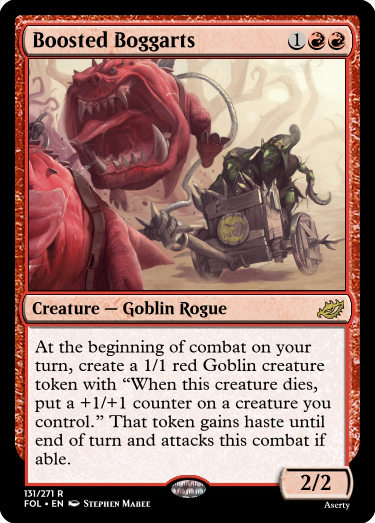 Boosted Boggarts 1
Creature — Goblin Rogue
At the beginning of combat on your
turn, create a 1/1 red Goblin creature
token with “When this creature dies,
put a +1/+1 counter on a creature you
control.” That token gains haste until
end of turn and attacks this combat if
able.
2/2
131/271 R
FOL • EN Stephen Mabee
Aserty